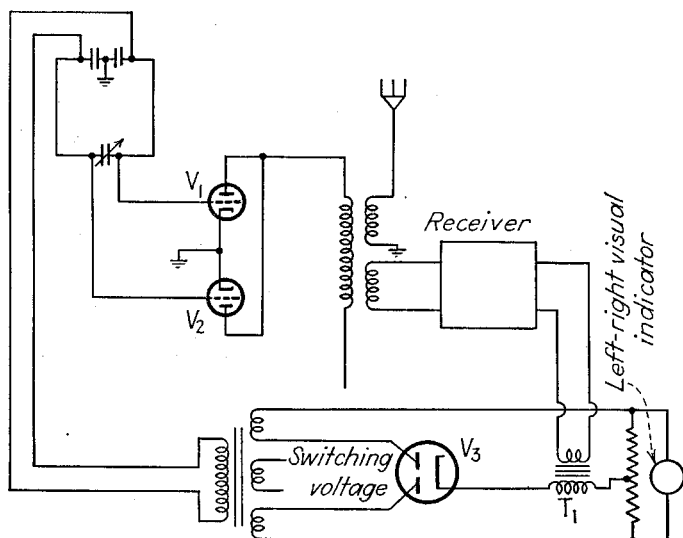 V1
V2
Receiver
Left-right visual
indicator
Switching
voltage
V3
T1